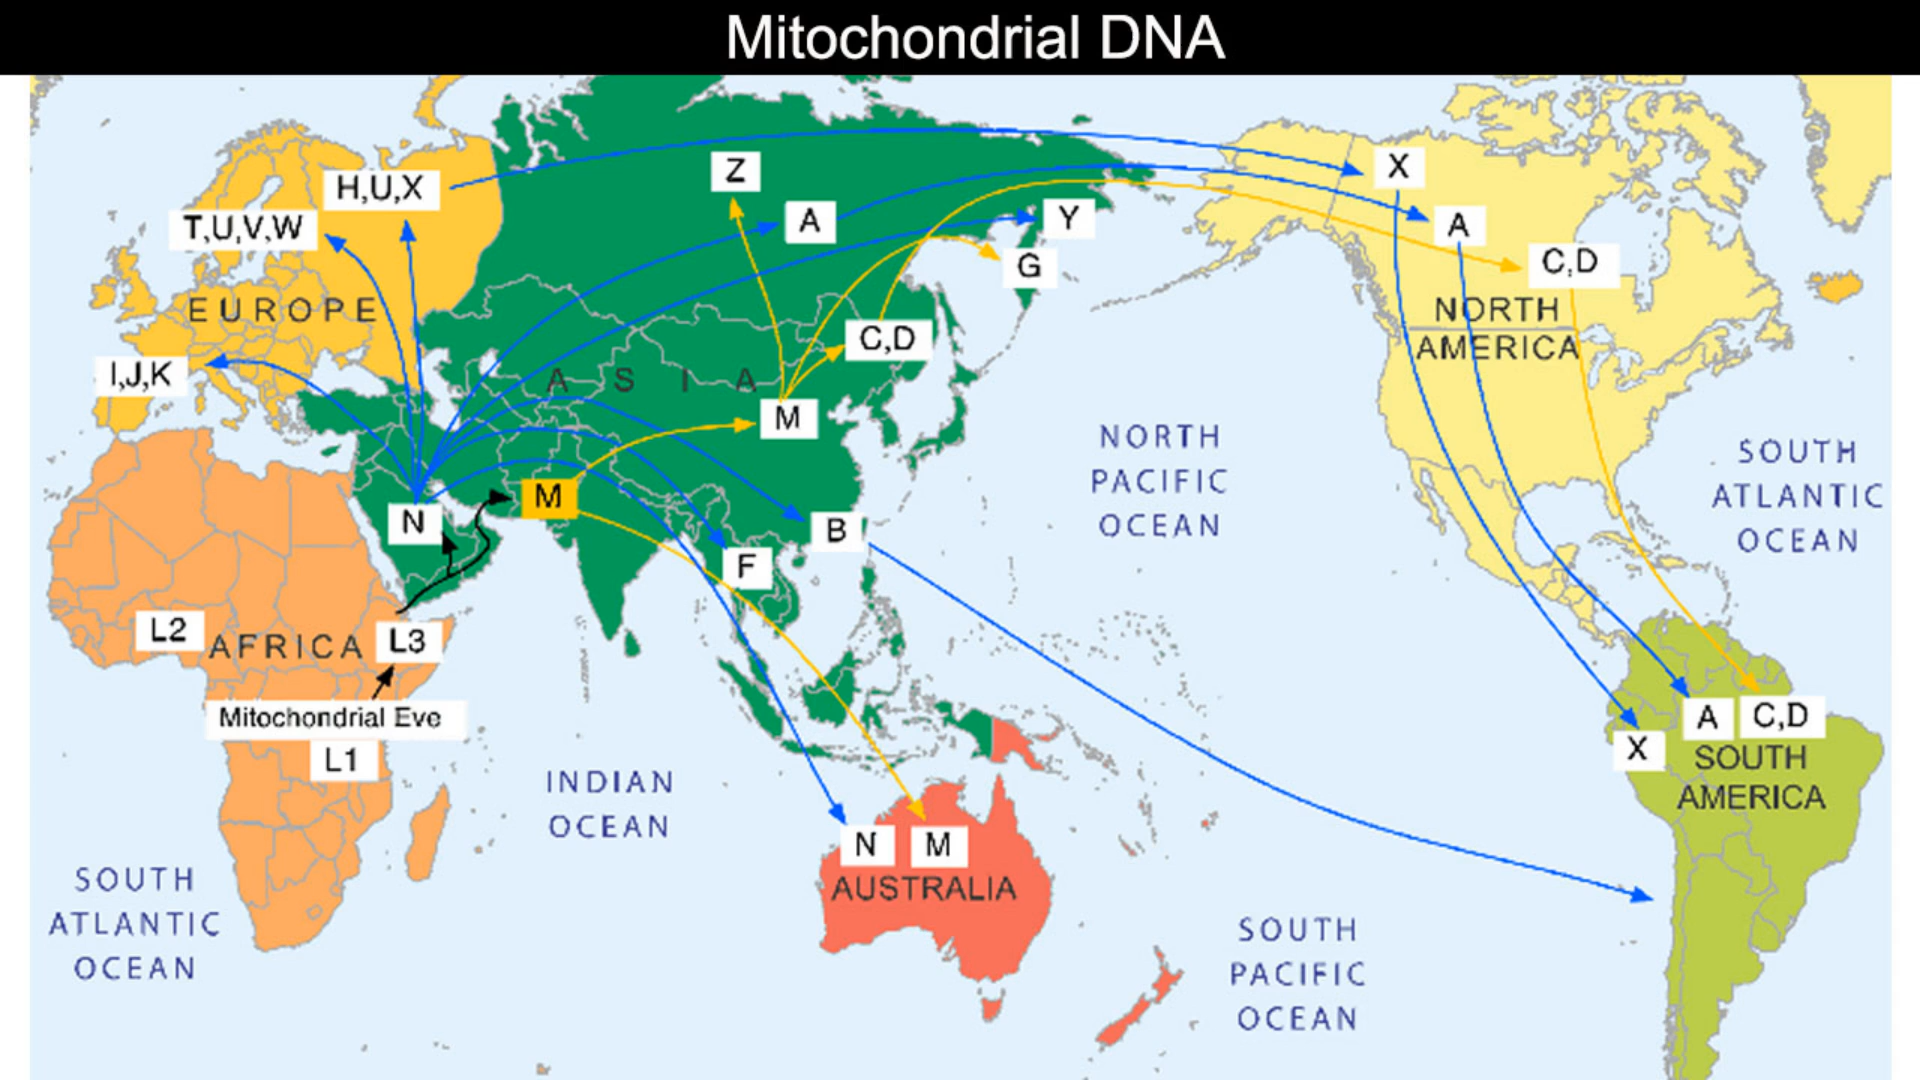 Mitochondrial DNA
Z
X
H,U,X
T,U,V,W
A
Y
A
G
C,D
EUROPE
C,D
NORTH
AMERICA
I,J,K
ASIA
M
NORTH
PACIFIC
OCEAN
SOUTH
ATLANTIC
OCEAN
M
N
B
F
L2
AFRICA
L3
Mitochondrial Eve
L1
A
C,D
X
SOUTH
AMERICA
INDIAN
OCEAN
N
M
AUSTRALIA
SOUTH
ATLANTIC
OCEAN
SOUTH
PACIFIC
OCEAN